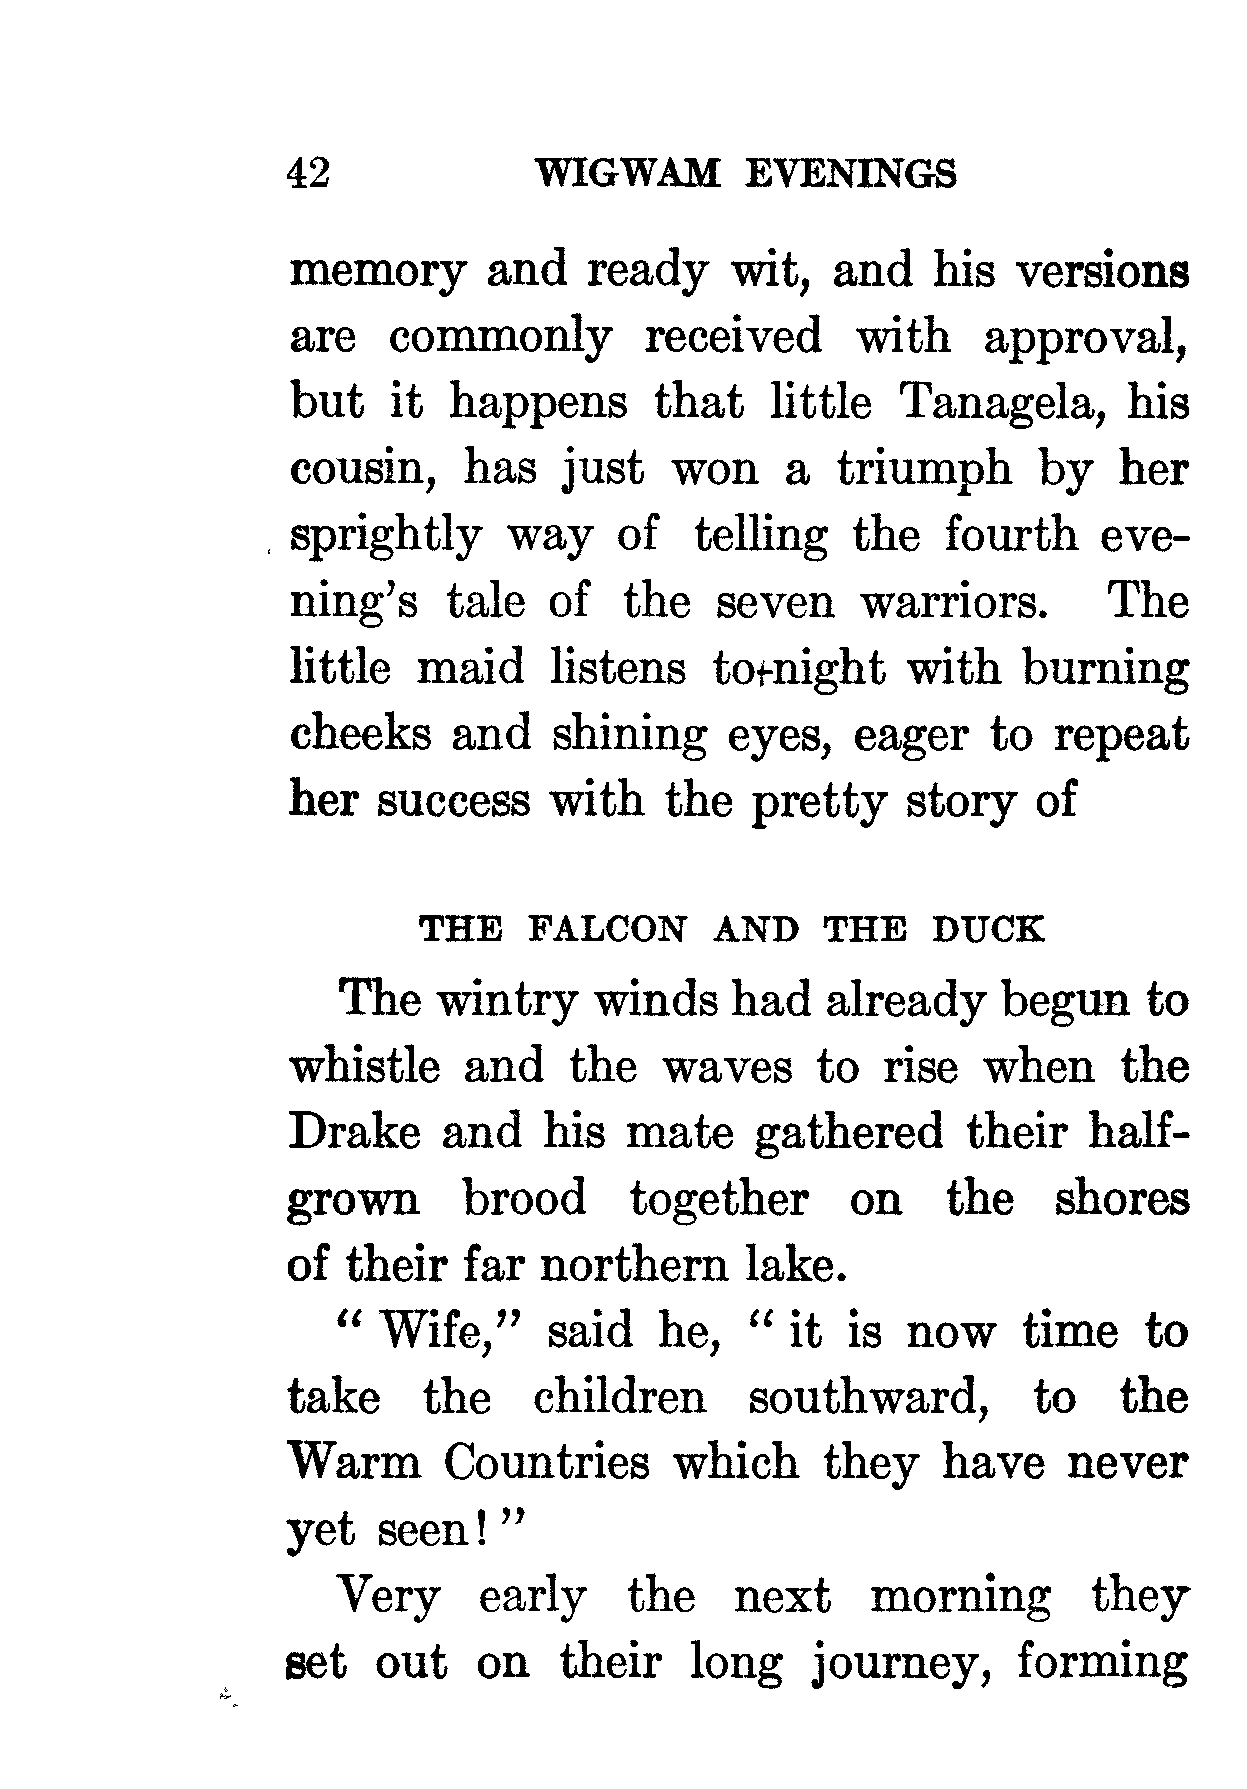 42 WIGWAM EVENINGS
memory and ready wit, and his versions
are commonly received with approval,
but it happens that little Tanagela, his
cousin, has just won a triumph by her
sprightly way of telling the fourth eve-
ning's tale of the seven warriors. The
little maid listens to-night with burning
cheeks and shining eyes, eager to repeat
her success with the pretty story of
THE FALCON AND THE DUCK
The wintry winds had already begun to
whistle and the waves to rise when the
Drake and his mate gathered their half-
grown brood together on the shores
of their far northern lake.
“ Wife,” said he, “ it is now time to
take the children southward, to the
Warm Countries which they have never
yet seen! ”
Very early the next morning they
set out on their long journey, forming